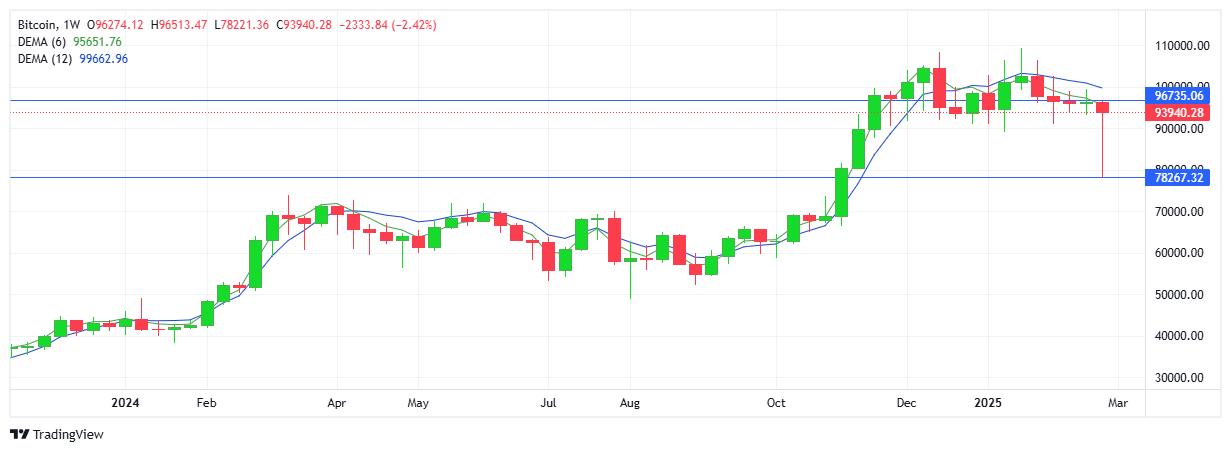 Bitcoin, 1W O96274.12 H96513.47 L78221.36 C93940.28 −2333.84 (−2.42%)
DEMA (6) 95651.76
DEMA (12) 99662.96
110000.00
100000.00
96735.06
93940.28
90000.00
80000.00
78267.32
70000.00
60000.00
50000.00
40000.00
30000.00
2024 Feb Apr May Jul Aug Oct Dec 2025 Mar
TradingView